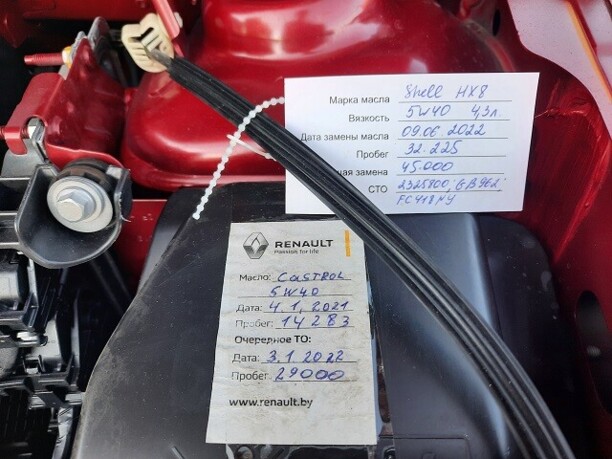 Марка масла Shell HX8
Вязкость 5W40 4,3л.
Дата замены масла 09.06.2022
Пробег 32.225
щая замена 45.000
СТО 2325800, GB962
FC418NY
RENAULT
Passion for life
Масло: CASTROL
5W40
Дата: 4.1.2021
Пробег: 14283
Очередное ТО:
Дата: 3.1 2022
Пробег: 29000
www.renault.by